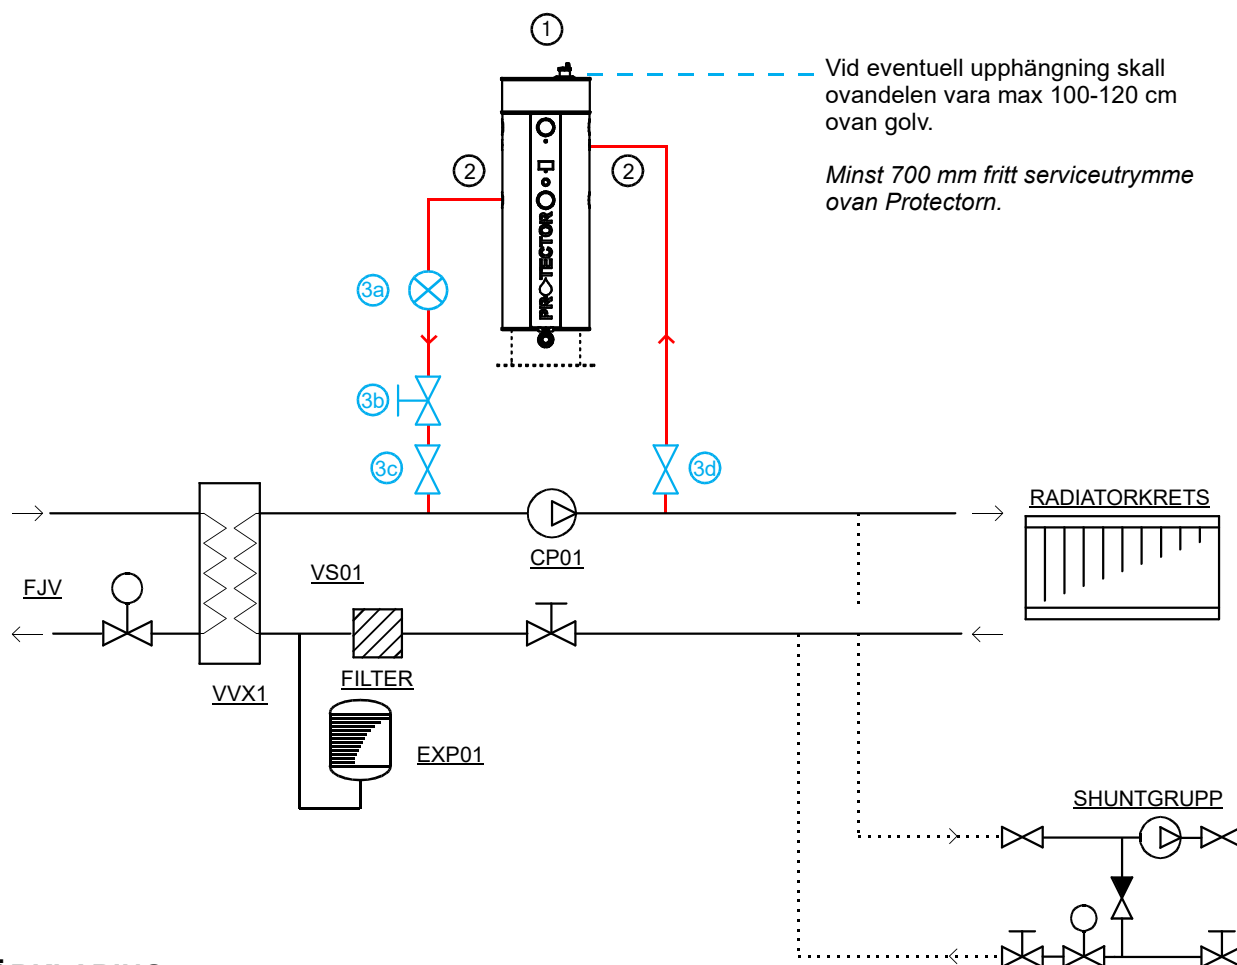 1
Vid eventuell upphängning skall
ovandelen vara max 100-120 cm
ovan golv.
2
2
Minst 700 mm fritt serviceutrymme
ovan Protectorn.
PROTECTOR
3a
3b
3c
3d
RADIATORKRETS
CP01
VS01
FJV
FILTER
VVX1
EXP01
SHUNTGRUPP